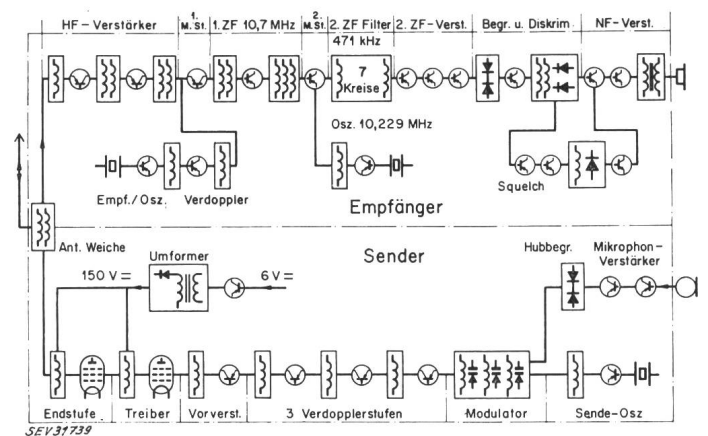 HF-Verstärker
1. M.St.
1. ZF 10,7 MHz
2. M.St.
2. ZF Filter
471 kHz
2. ZF-Verst.
Begr. u. Diskrim.
NF-Verst.
7
Kreise
Osz. 10,229 MHz
Empf./Osz.
Verdoppler
Squelch
Empfänger
Ant. Weiche
Sender
Umformer
150 V=
6V=
Hubbegr.
Mikrophon-
Verstärker
Endstufe
Treiber
Vorverst.
3 Verdopplerstufen
Modulator
Sende-Osz
SEV31739